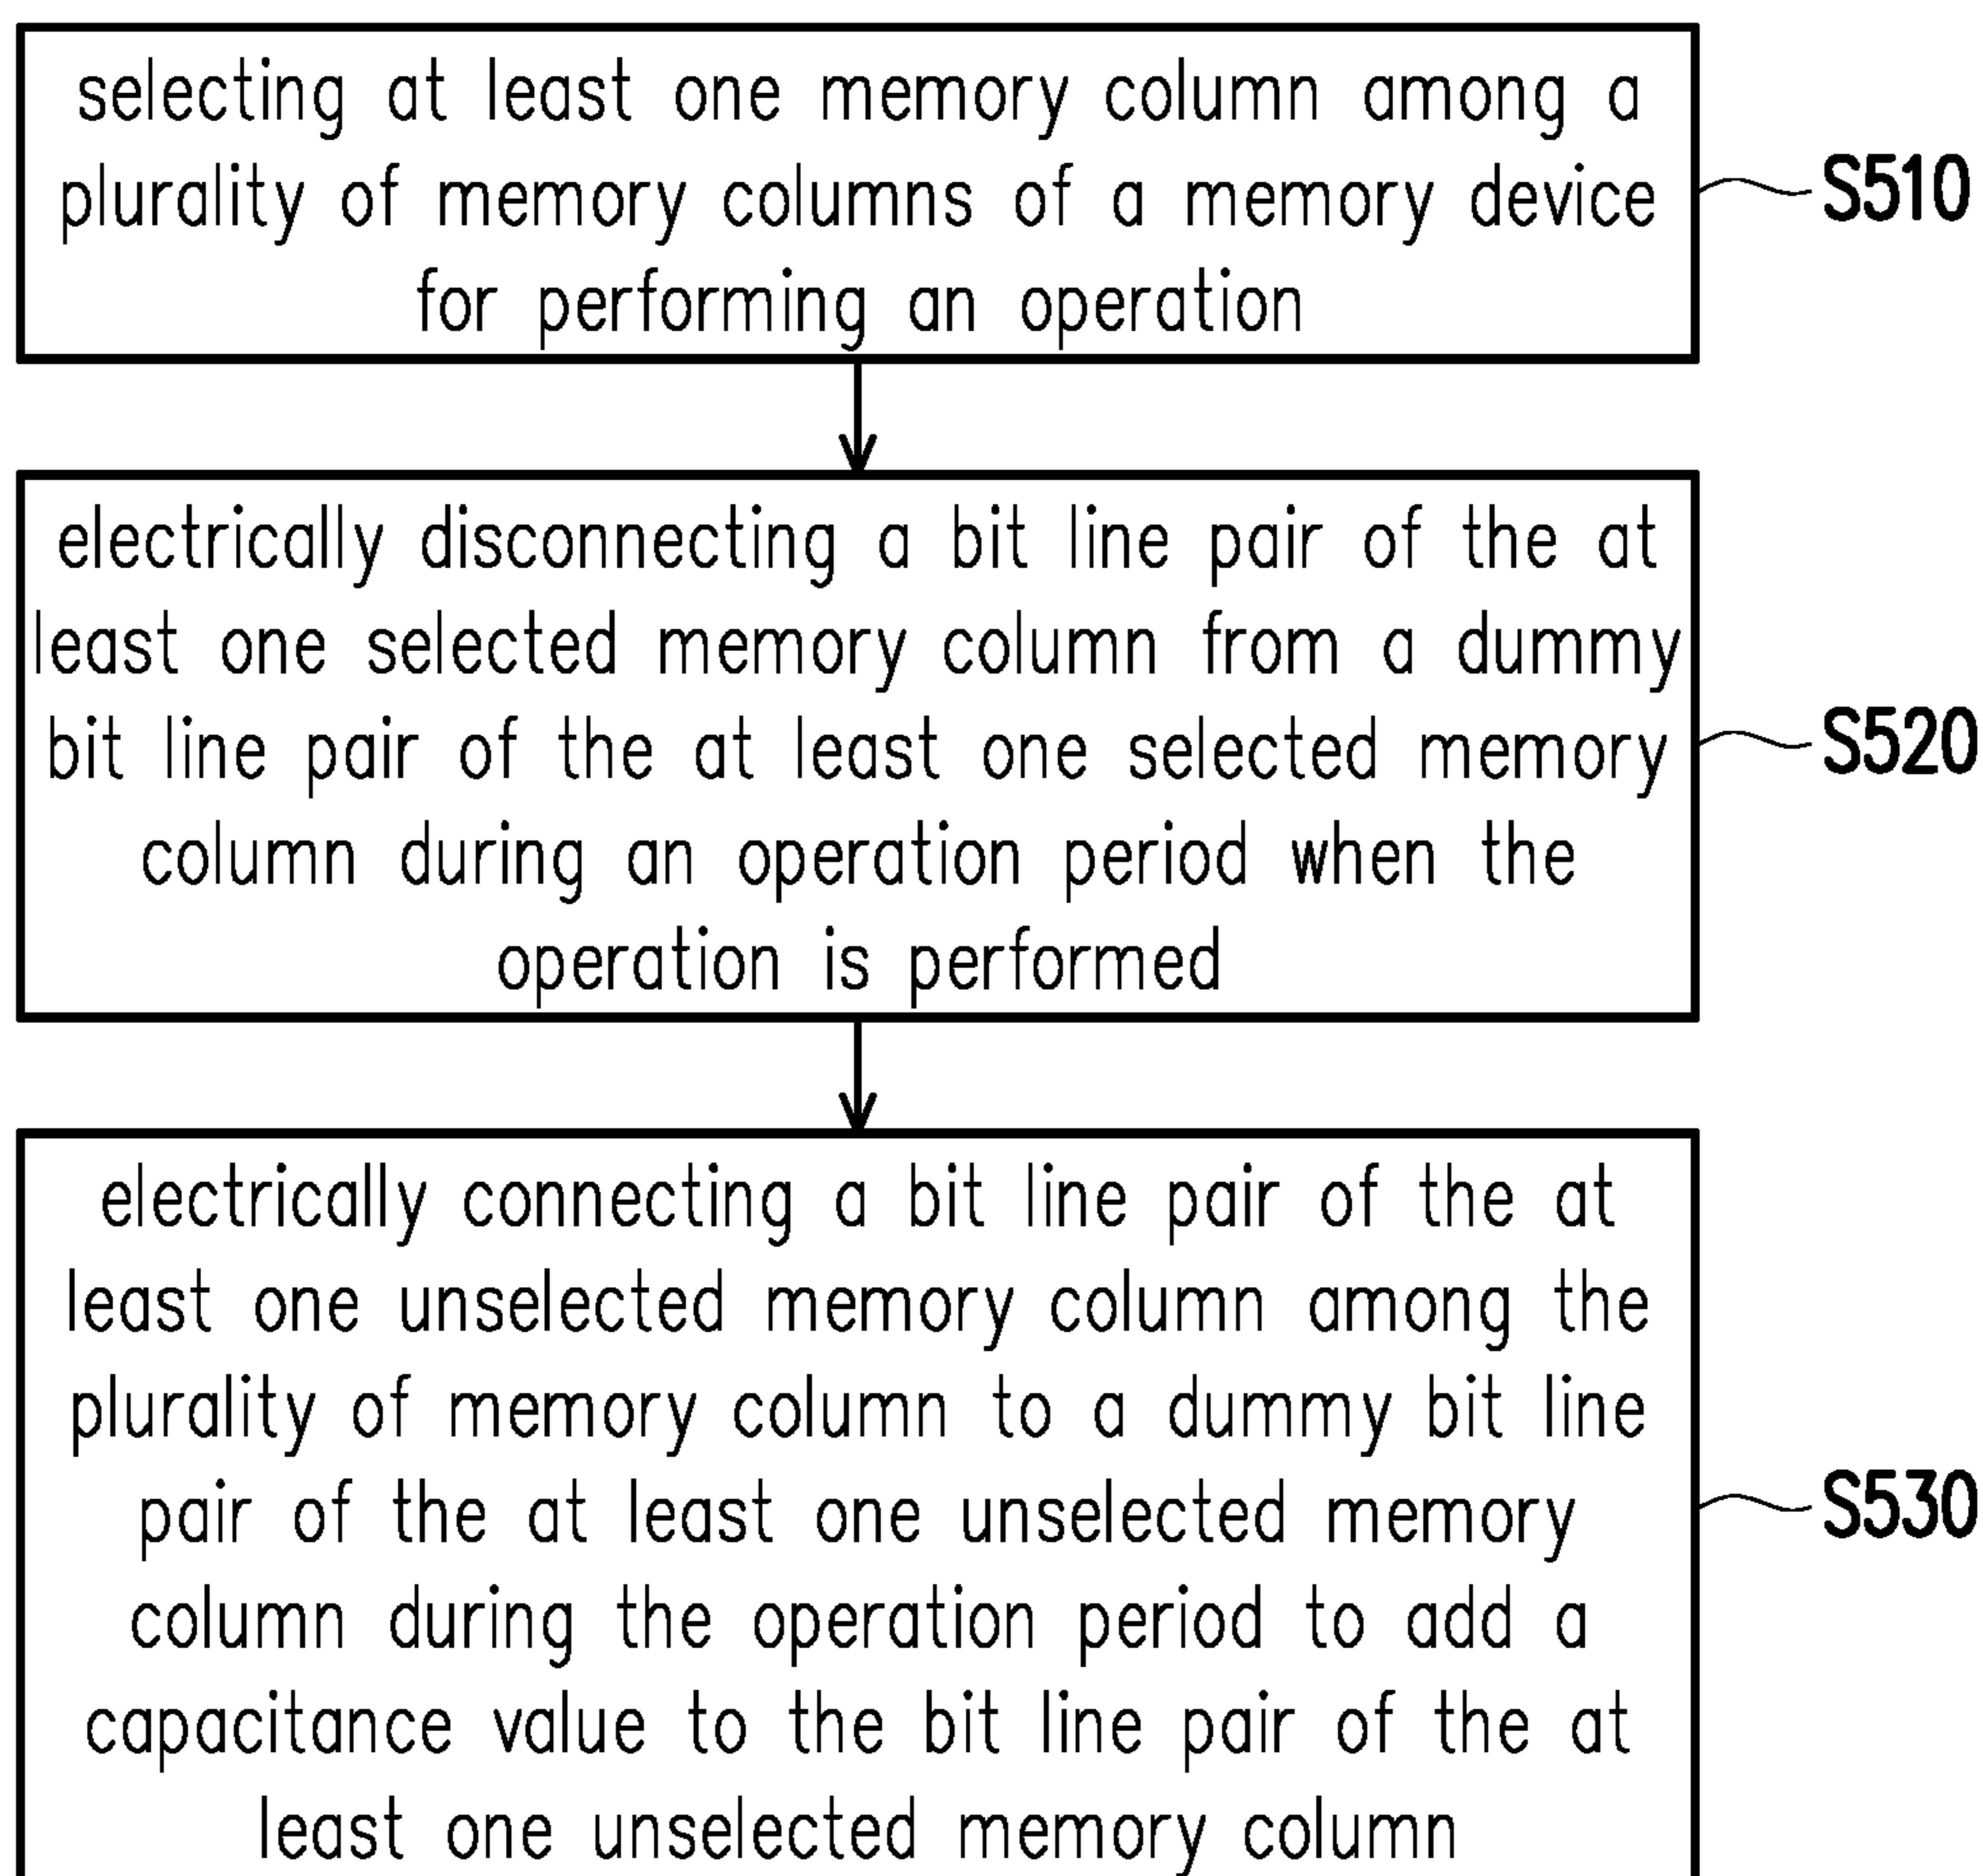 selecting at least one memory column among a
plurality of memory columns of a memory device
for performing an operation
S510
electrically disconnecting a bit line pair of the at
least one selected memory column from a dummy
bit line pair of the at least one selected memory
column during an operation period when the
operation is performed
S520
electrically connecting a bit line pair of the at
least one unselected memory column among the
plurality of memory column to a dummy bit line
pair of the at least one unselected memory
column during the operation period to add a
capacitance value to the bit line pair of the at
least one unselected memory column
S530